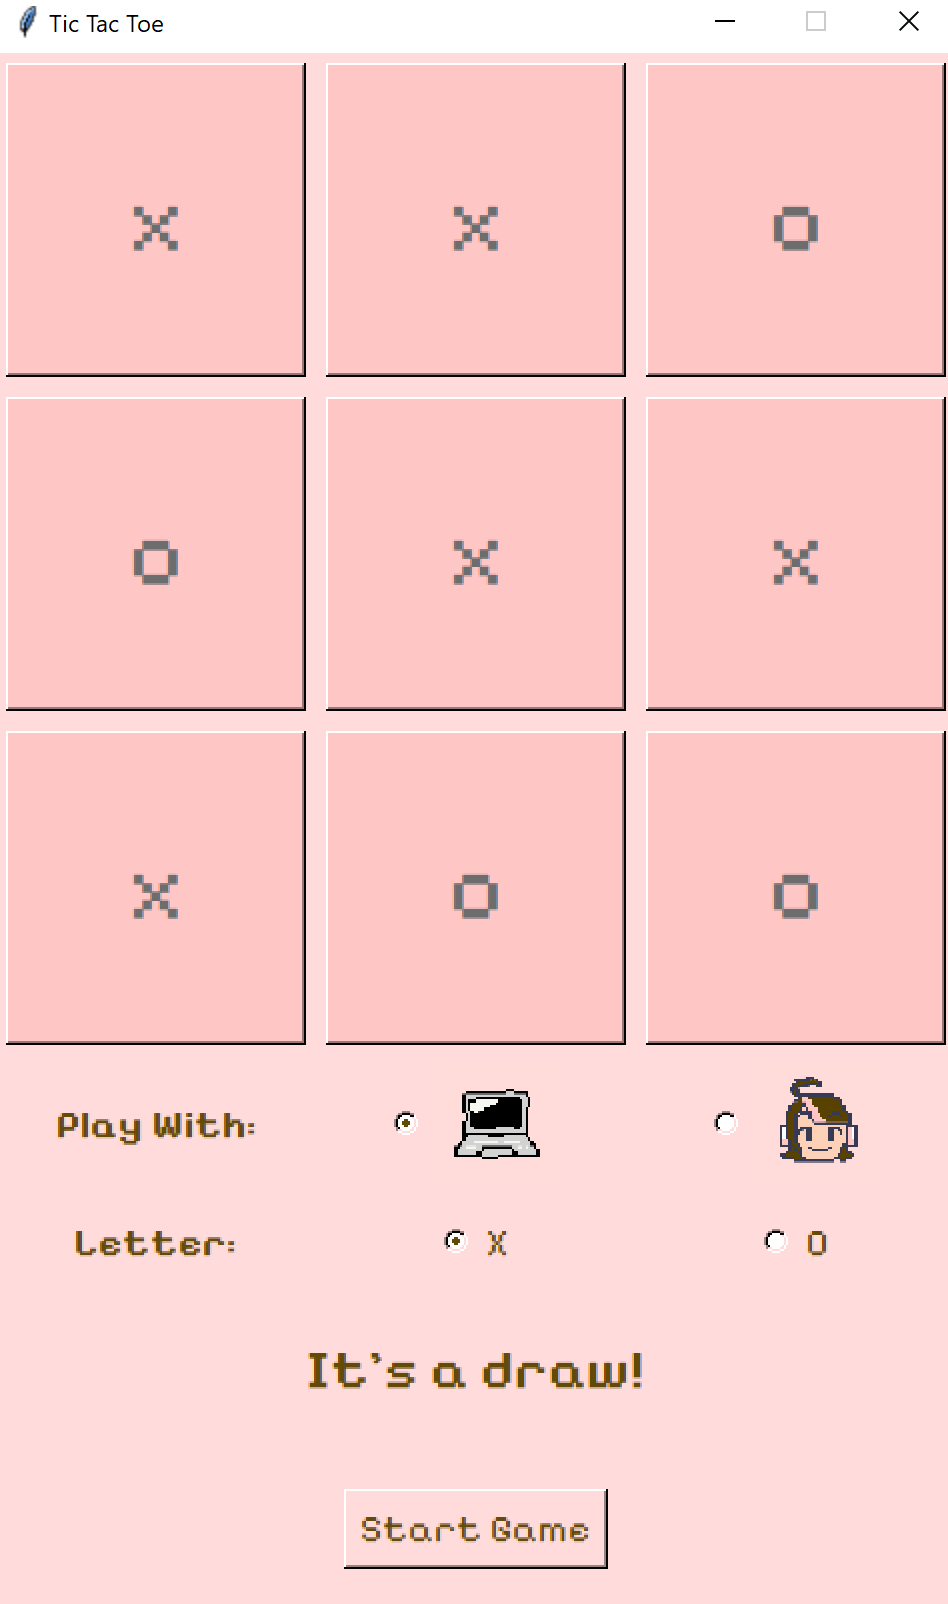 Tic Tac Toe
X X O
O X X
X O O
Play With:
Letter: X O
It's a draw!
Start Game